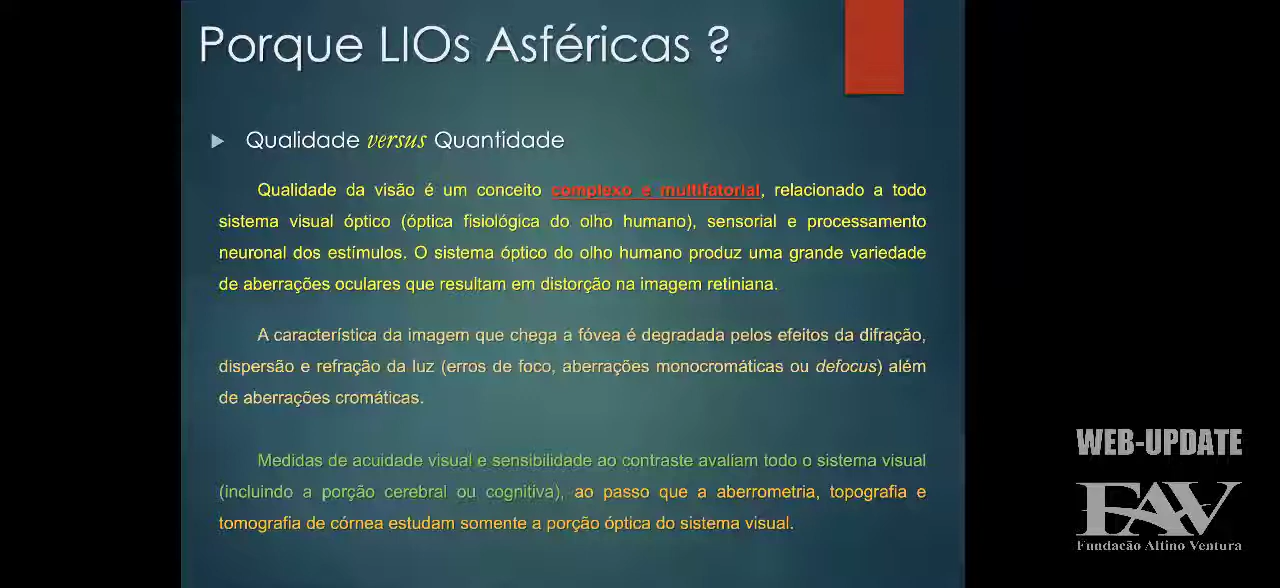 Porque LIOs Asféricas ?
Qualidade versus Quantidade
Qualidade da visão é um conceito complexo e multifatorial, relacionado a todo
sistema visual óptico (óptica fisiológica do olho humano), sensorial e processamento
neuronal dos estímulos. O sistema óptico do olho humano produz uma grande variedade
de aberrações oculares que resultam em distorção na imagem retiniana.
A característica da imagem que chega a fóvea é degradada pelos efeitos da difração,
dispersão e refração da luz (erros de foco, aberrações monocromáticas ou defocus) além
de aberrações cromáticas.
Medidas de acuidade visual e sensibilidade ao contraste avaliam todo o sistema visual
(incluindo a porção cerebral ou cognitiva), ao passo que a aberrometria, topografia e
tomografia de córnea estudam somente a porção óptica do sistema visual.
WEB-UPDATE
FAV
Fundação Altino Ventura